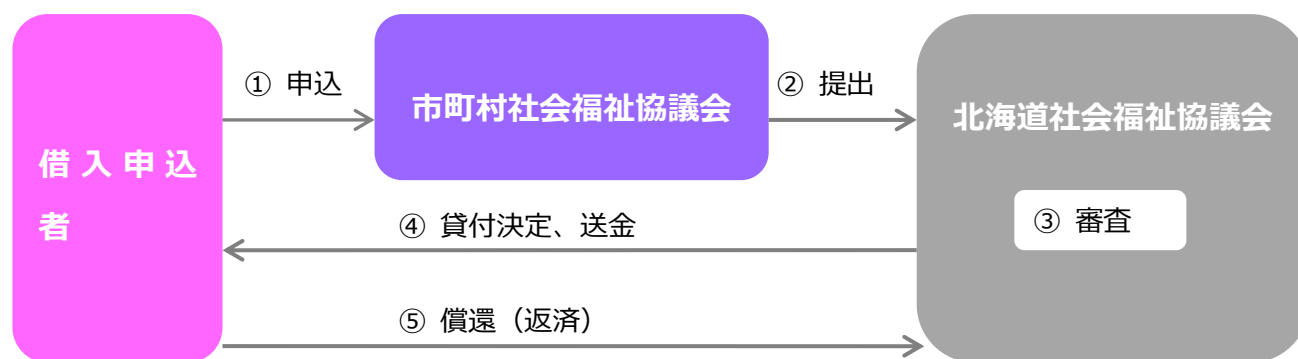 ① 申込
市町村社会福祉協議会
② 提出
北海道社会福祉協議会
借入申込
者
③ 審査
④ 貸付決定、送金
⑤ 償還（返済）